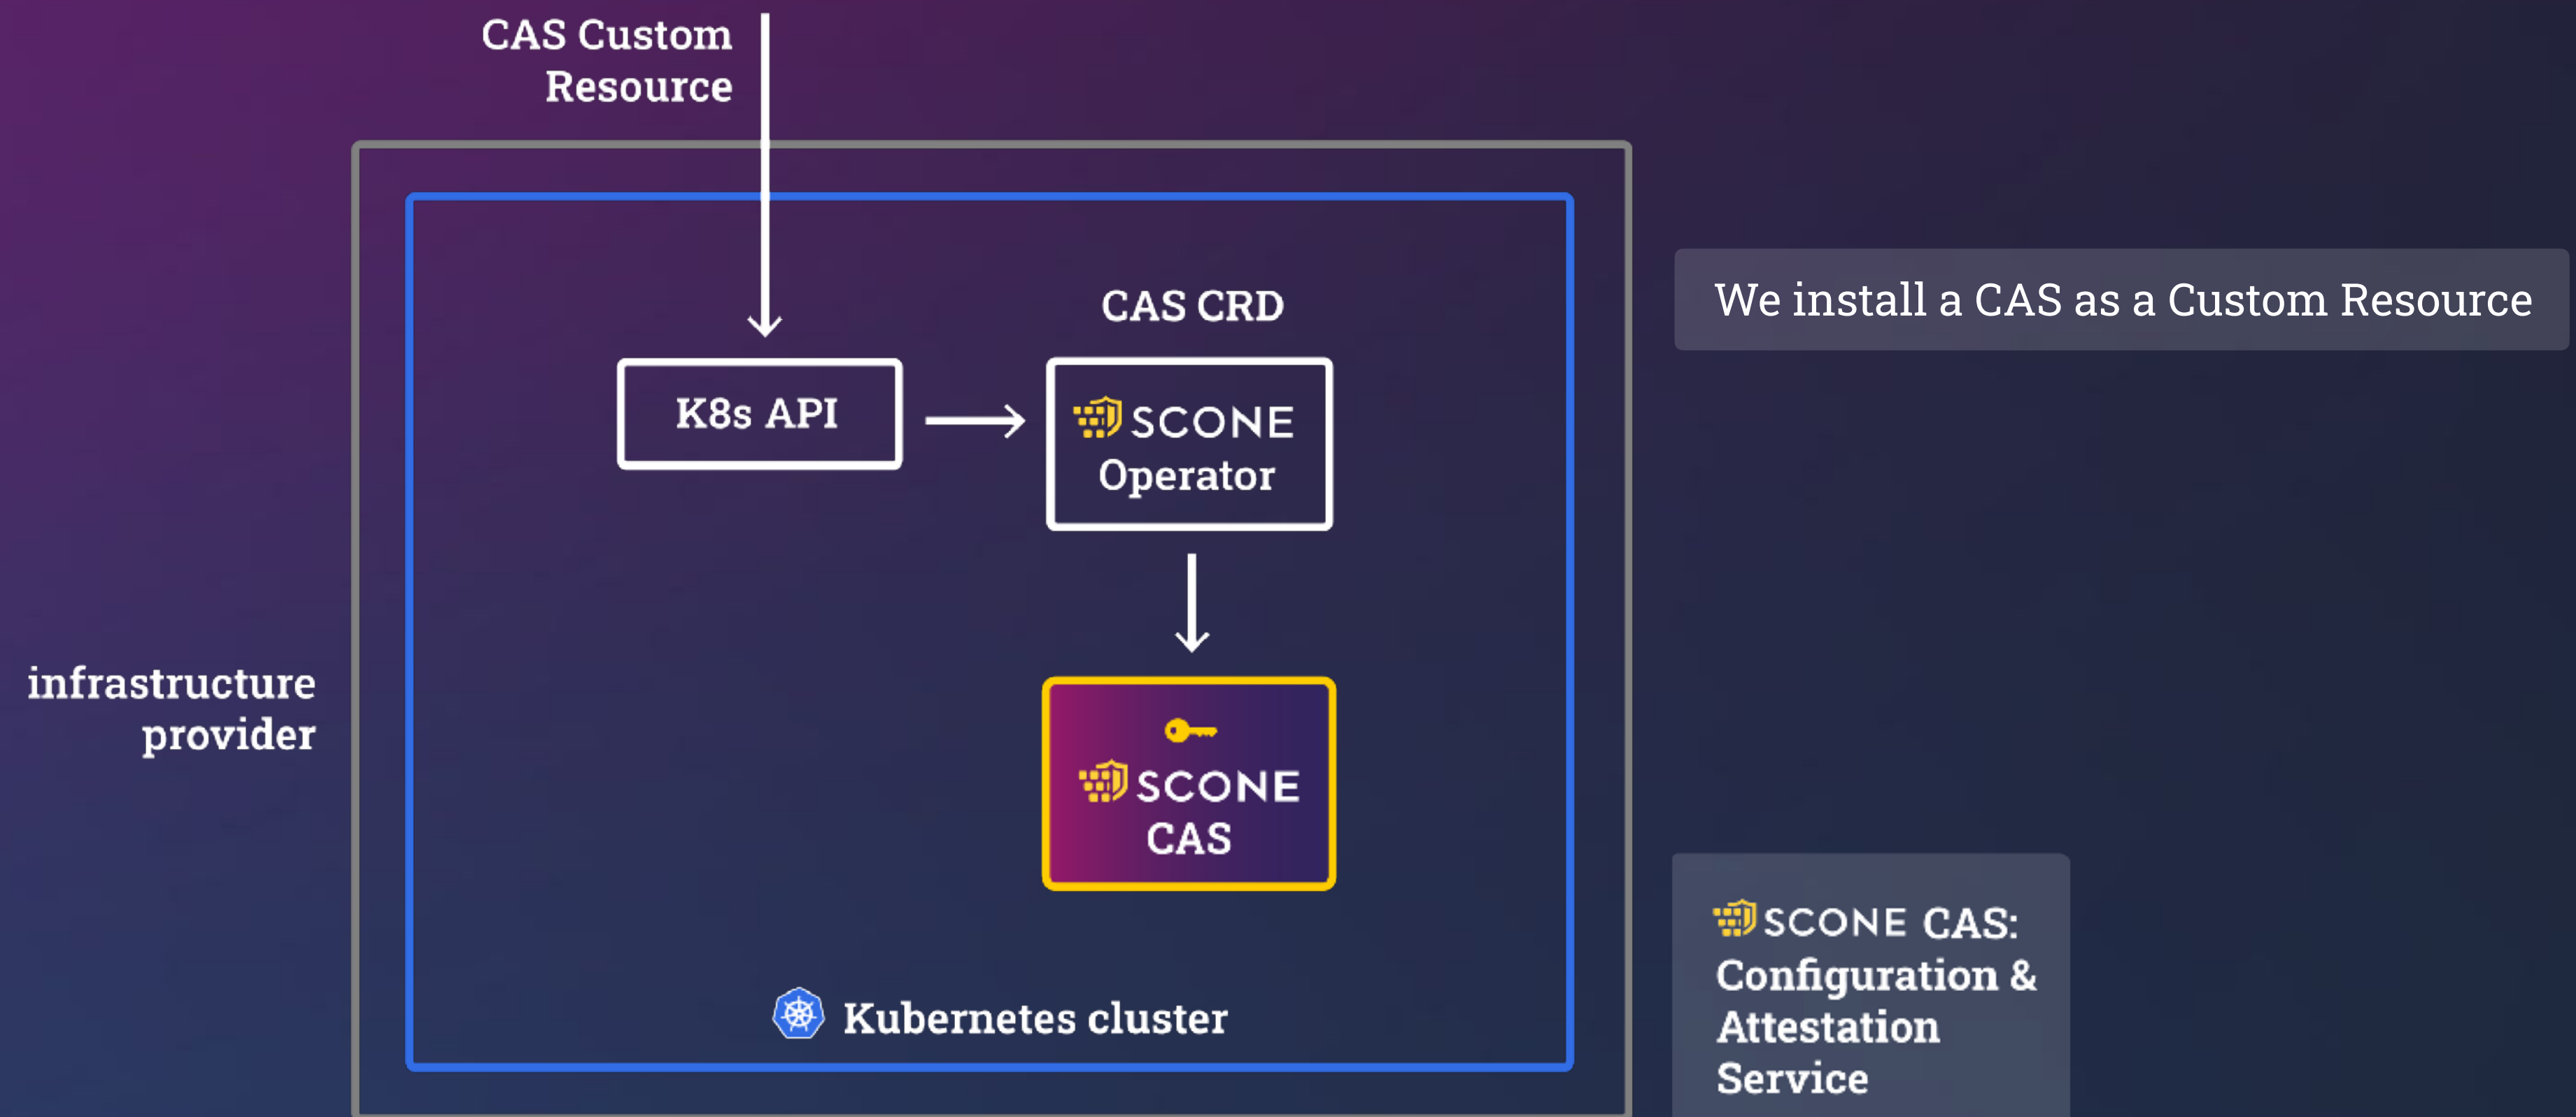 CAS Custom
Resource
We install a CAS as a Custom Resource
CAS CRD
K8s API
SCONE
Operator
infrastructure
provider
SCONE
CAS
SCONE CAS:
Configuration &
Attestation
Service
Kubernetes cluster